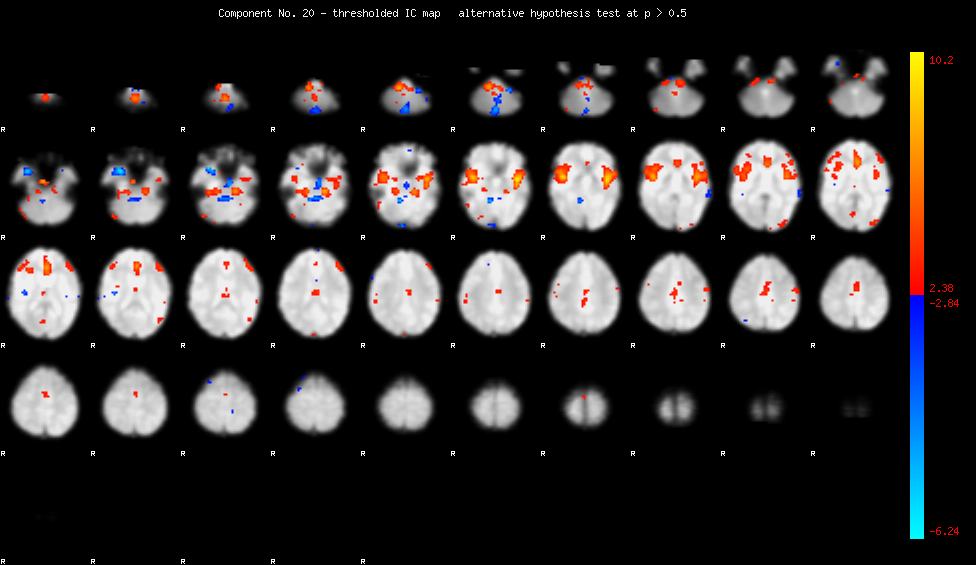 Component No. 20 - thresholded IC map   alternative hypothesis test at p > 0.5
10.2
R R R R R R R R R R
R R R R R R R R R R
2.38
-2.84
R R R R R R R R R R
R R R R R R R R R R
-6.24
R R R R R